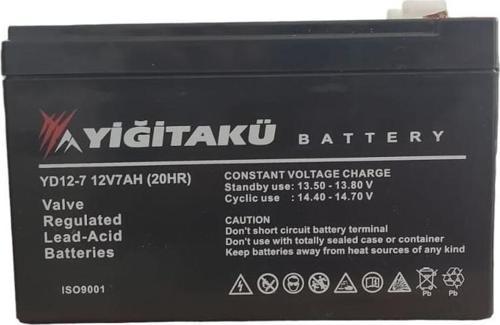 YİĞİTAKÜ BATTERY
YD12-7 12V7AH (20HR)
Valve
Regulated
Lead-Acid
Batteries
ISO9001
CONSTANT VOLTAGE CHARGE
Standby use: 13.50 - 13.80 V
Cyclic use : 14.40 - 14.70 V
CAUTION
Don't short circuit battery terminal
Don't use with totally sealed case or container
Keep batteries away from heat sources of any kind
Pb Pb